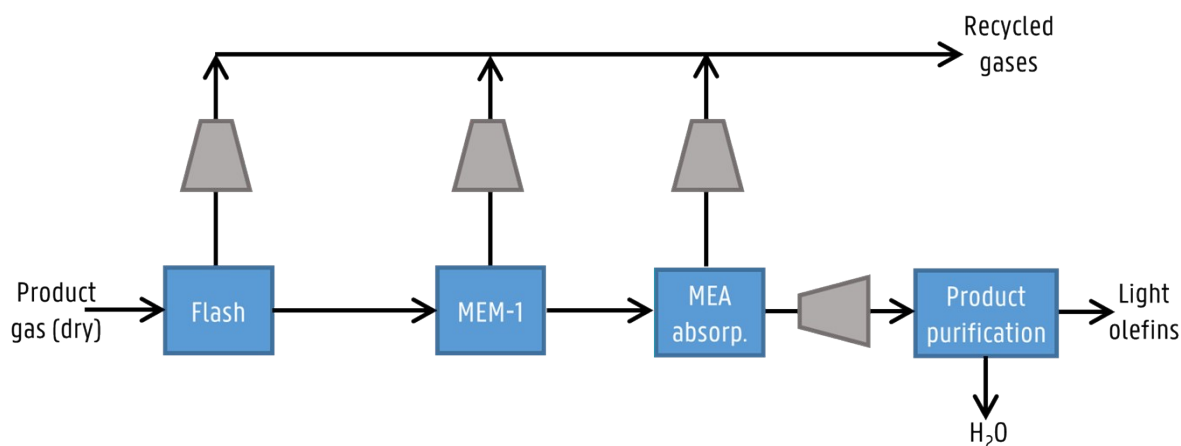 Recycled
gases
Product
gas (dry)
Flash
MEM-1
MEA
absorp.
Product
purification
Light
olefins
H₂O